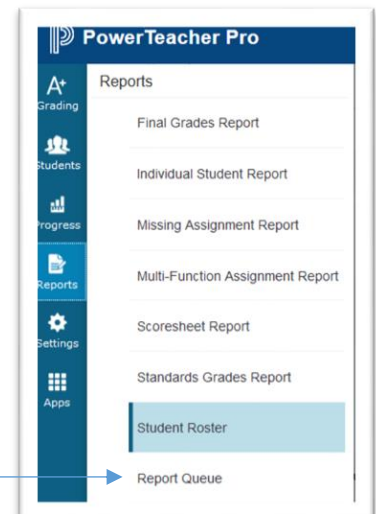 PowerTeacher Pro
A+
Grading
Students
Progress
Reports
Settings
Apps
Reports
Final Grades Report
Individual Student Report
Missing Assignment Report
Multi-Function Assignment Report
Scoresheet Report
Standards Grades Report
Student Roster
Report Queue